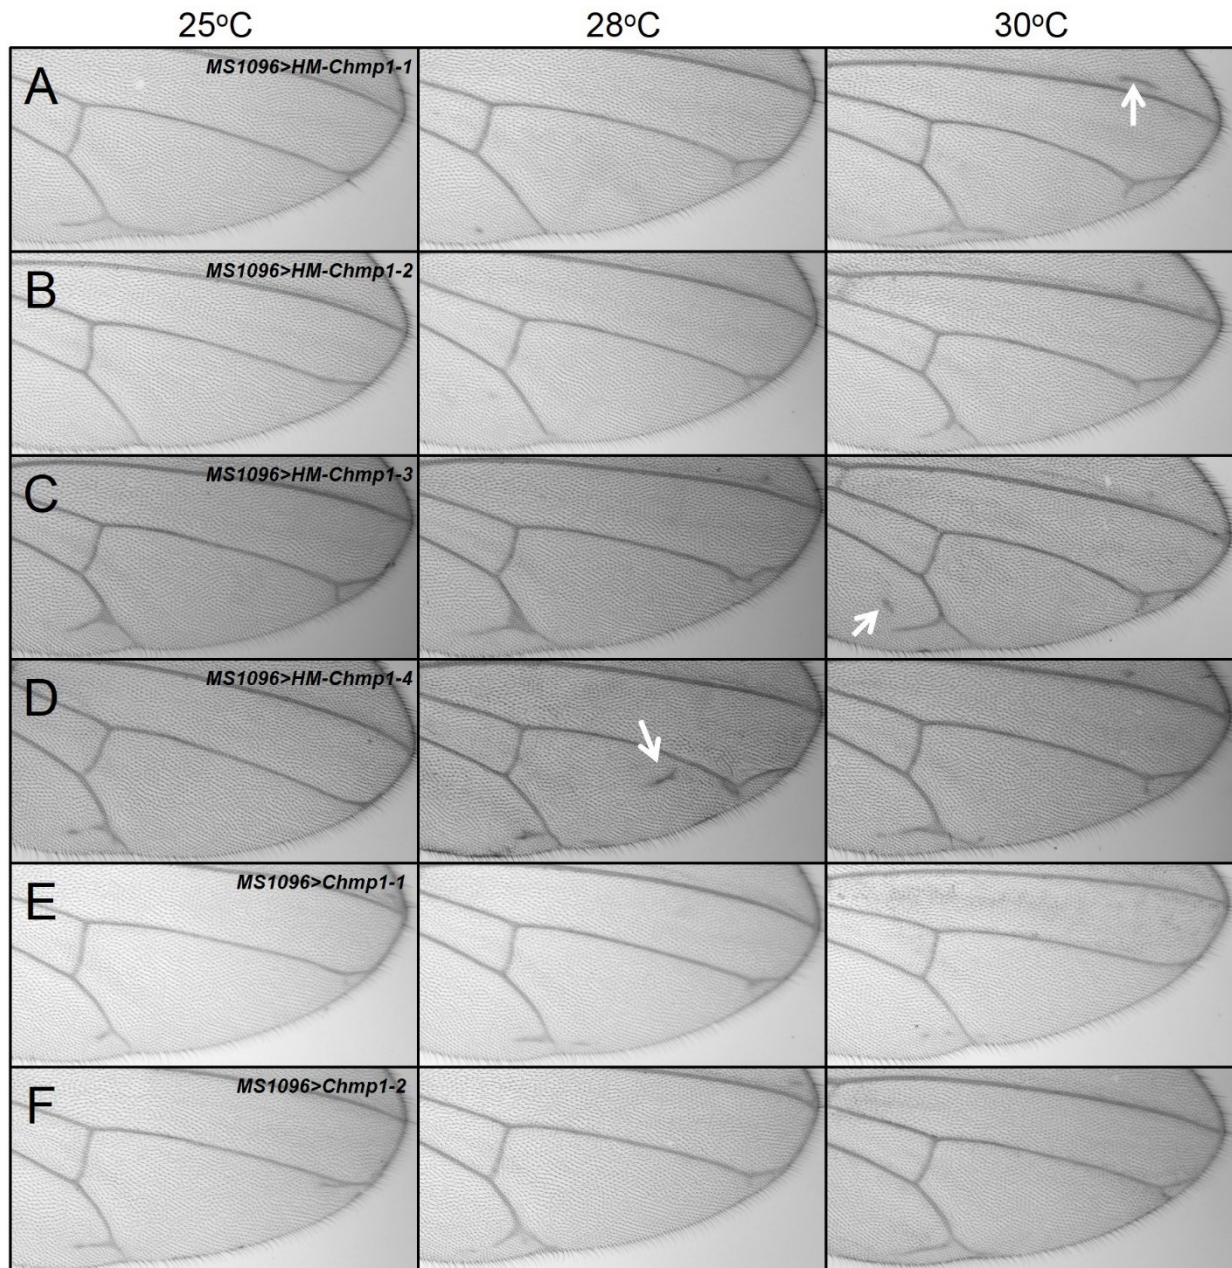 25°C 28°C 30°C
A MS1096>HM-Chmp1-1
B MS1096>HM-Chmp1-2
C MS1096>HM-Chmp1-3
D MS1096>HM-Chmp1-4
E MS1096>Chmp1-1
F MS1096>Chmp1-2